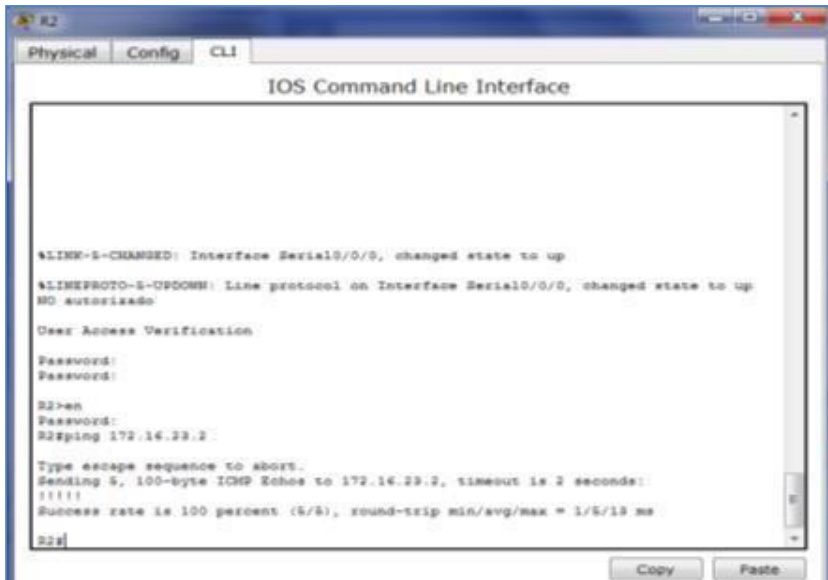 R2
Physical Config CLI
IOS Command Line Interface
%LINK-5-CHANGED: Interface Serial0/0/0, changed state to up
%LINEPROTO-5-UPDOWN: Line protocol on Interface Serial0/0/0, changed state to up
NO autorizado
User Access Verification
Password:
Password:
R2>en
Password:
R2#ping 172.16.23.2
Type escape sequence to abort.
Sending 5, 100-byte ICMP Echos to 172.16.23.2, timeout is 2 seconds:
!!!!!
Success rate is 100 percent (5/5), round-trip min/avg/max = 1/5/13 ms
R2#
Copy Paste